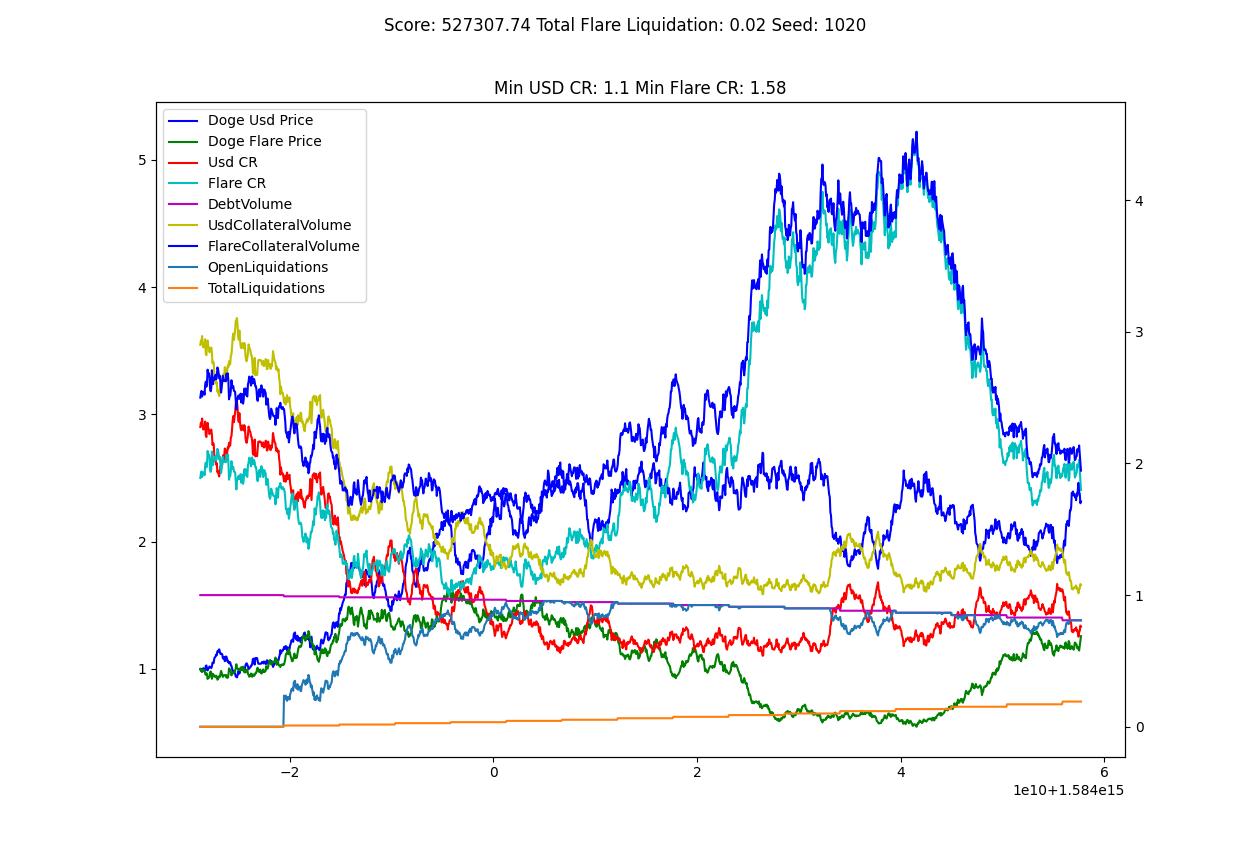 Score: 527307.74 Total Flare Liquidation: 0.02 Seed: 1020
Min USD CR: 1.1 Min Flare CR: 1.58
Doge Usd Price
Doge Flare Price
Usd CR
Flare CR
DebtVolume
UsdCollateralVolume
FlareCollateralVolume
OpenLiquidations
TotalLiquidations
5
4
3
2
1
4
3
2
1
0
−2
0
2
4
6
1e10+1.584e15